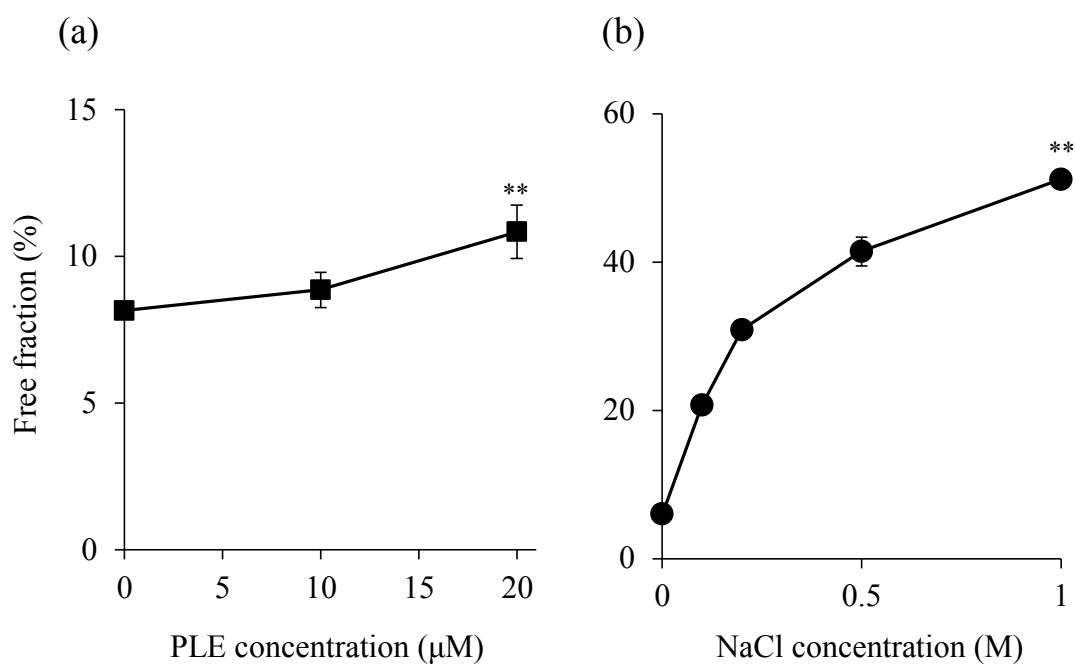 (a)
15
10
5
0
Free fraction (%)
**
0 5 10 15 20
PLE concentration (μM)
(b)
60
40
20
0
**
0 0.5 1
NaCl concentration (M)